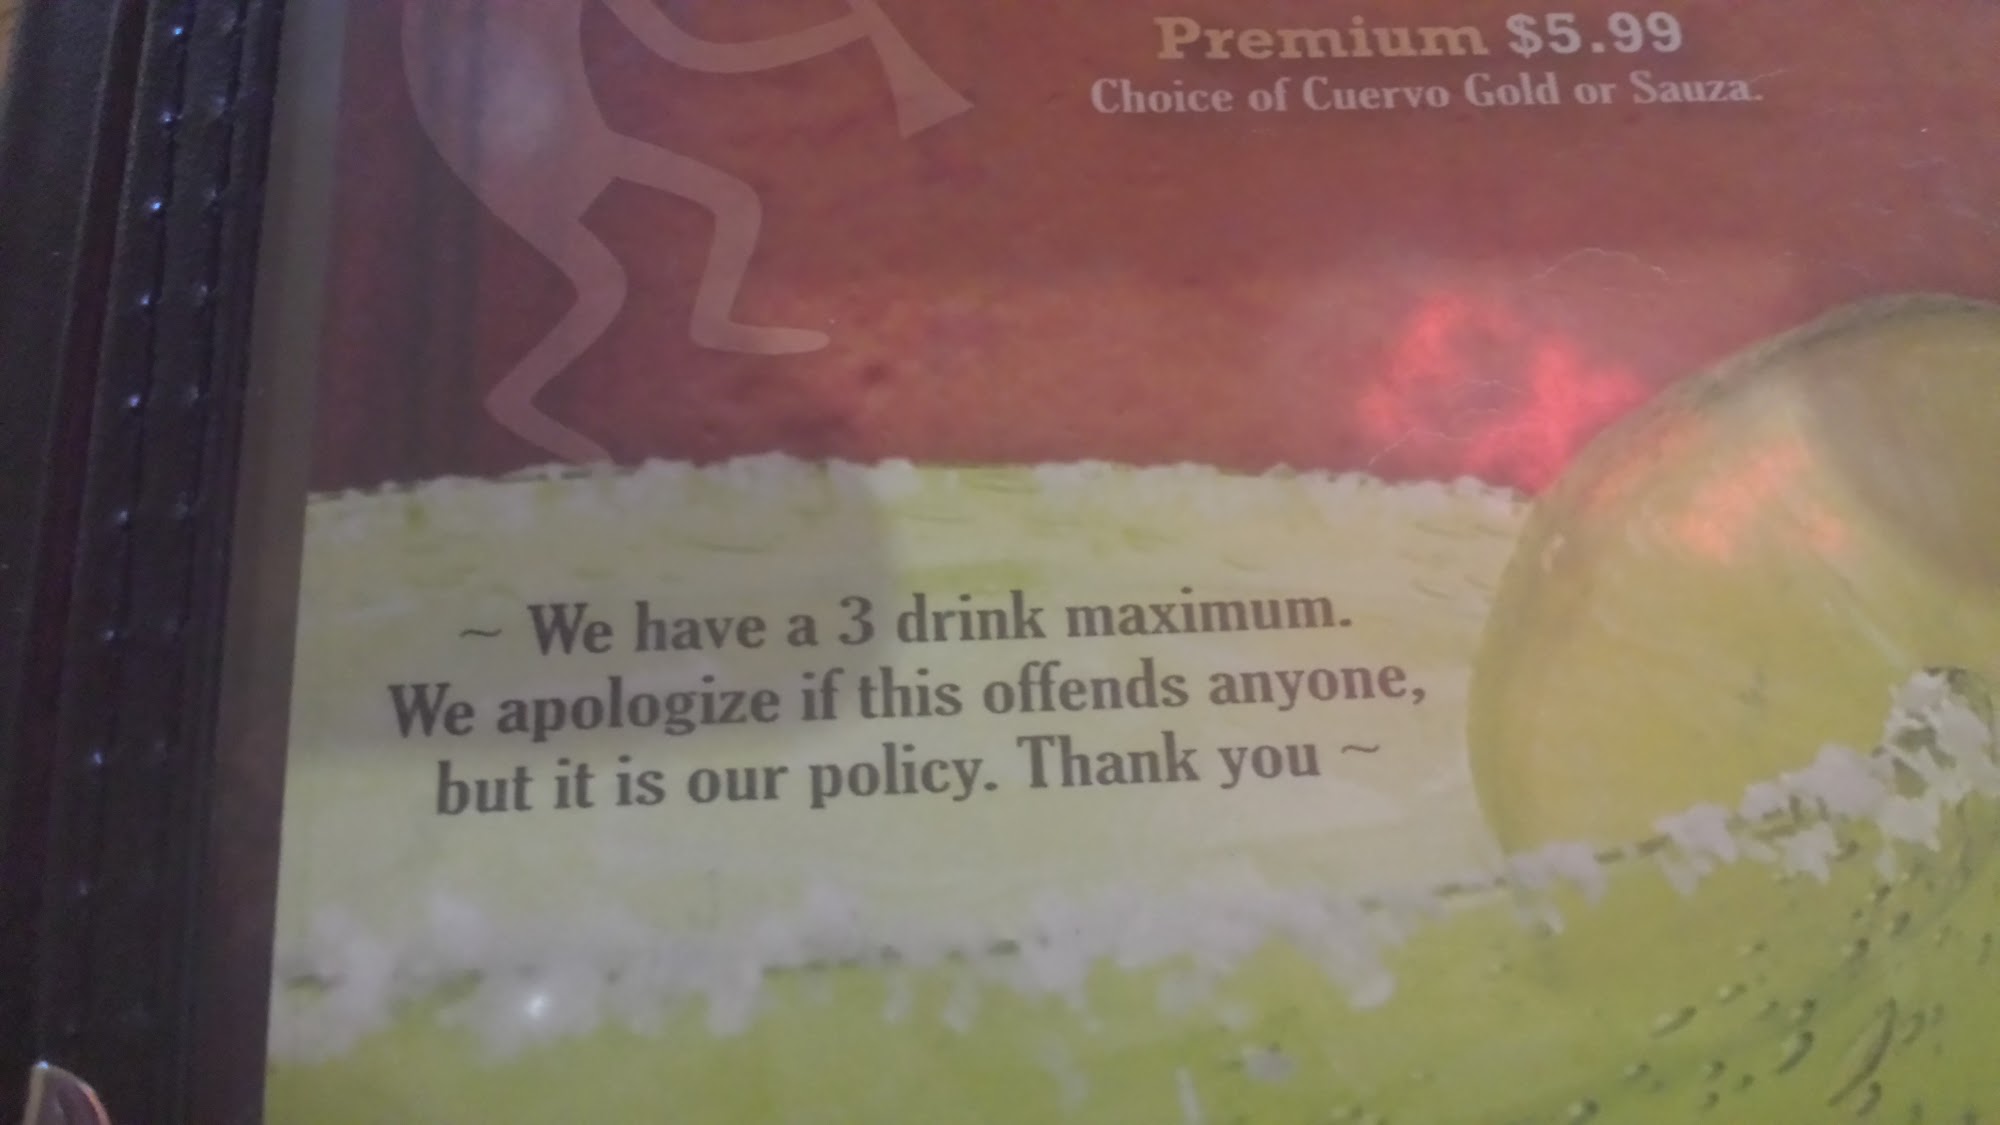 Premium $5.99
Choice of Cuervo Gold or Sauza.
~ We have a 3 drink maximum.
We apologize if this offends anyone,
but it is our policy. Thank you ~